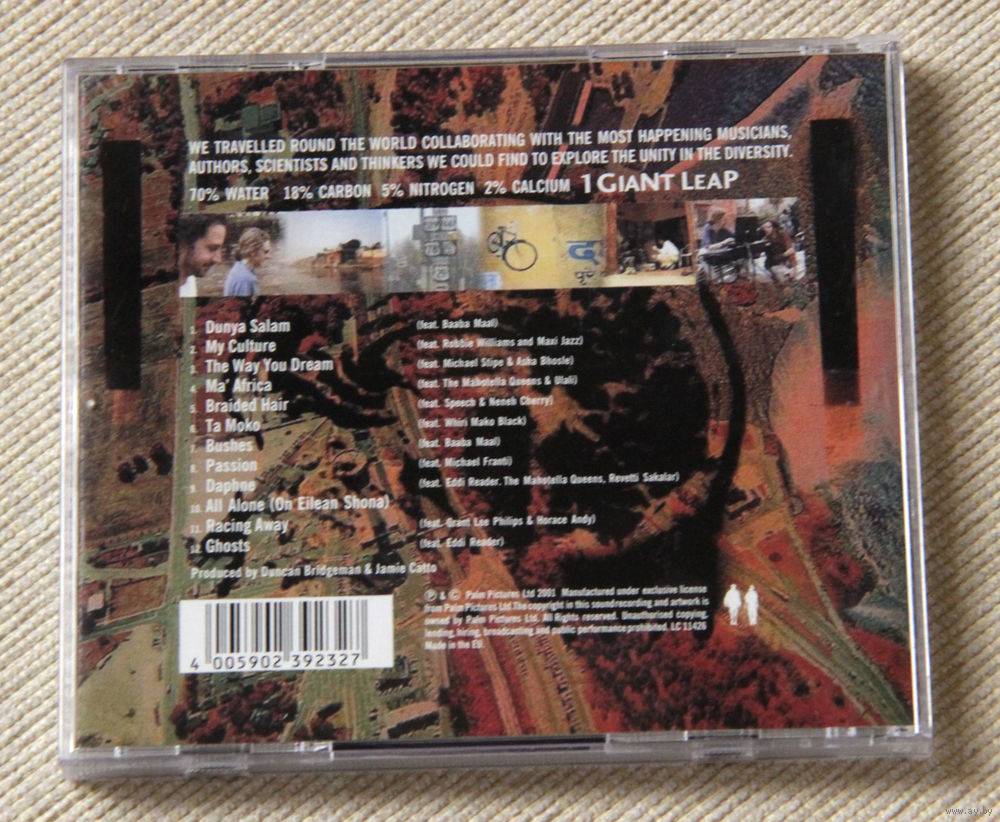 WE TRAVELLED ROUND THE WORLD COLLABORATING WITH THE MOST HAPPENING MUSICIANS,
AUTHORS, SCIENTISTS AND THINKERS WE COULD FIND TO EXPLORE THE UNITY IN THE DIVERSITY.
70% WATER 18% CARBON 5% NITROGEN 2% CALCIUM 1 GIANT LEAP
1. Dunya Salam (feat. Baaba Maal)
2. My Culture (feat. Robbie Williams and Maxi Jazz)
3. The Way You Dream (feat. Michael Stipe & Asha Bhosle)
4. Ma' Africa (feat. The Mahotella Queens & Ulali)
5. Braided Hair (feat. Speech & Neneh Cherry)
6. Ta Moko (feat. Whiri Mako Black)
7. Bushes (feat. Baaba Maal)
8. Passion (feat. Michael Franti)
9. Daphne (feat. Eddi Reader, The Mahotella Queens, Revetti Sakalar)
10. All Alone (On Eilean Shona)
11. Racing Away (feat. Grant Lee Philips & Horace Andy)
12. Ghosts (feat. Eddi Reader)
Produced by Duncan Bridgeman & Jamie Catto
℗ & © Palm Pictures Ltd 2001 Manufactured under exclusive license
from Palm Pictures Ltd.The copyright in this sound recording and artwork is
owned by Palm Pictures Ltd. All Rights reserved. Unauthorised copying,
lending, hiring, broadcasting and public performance prohibited. LC 11426
Made in the EU.
4 005902 392327
www.ay.by